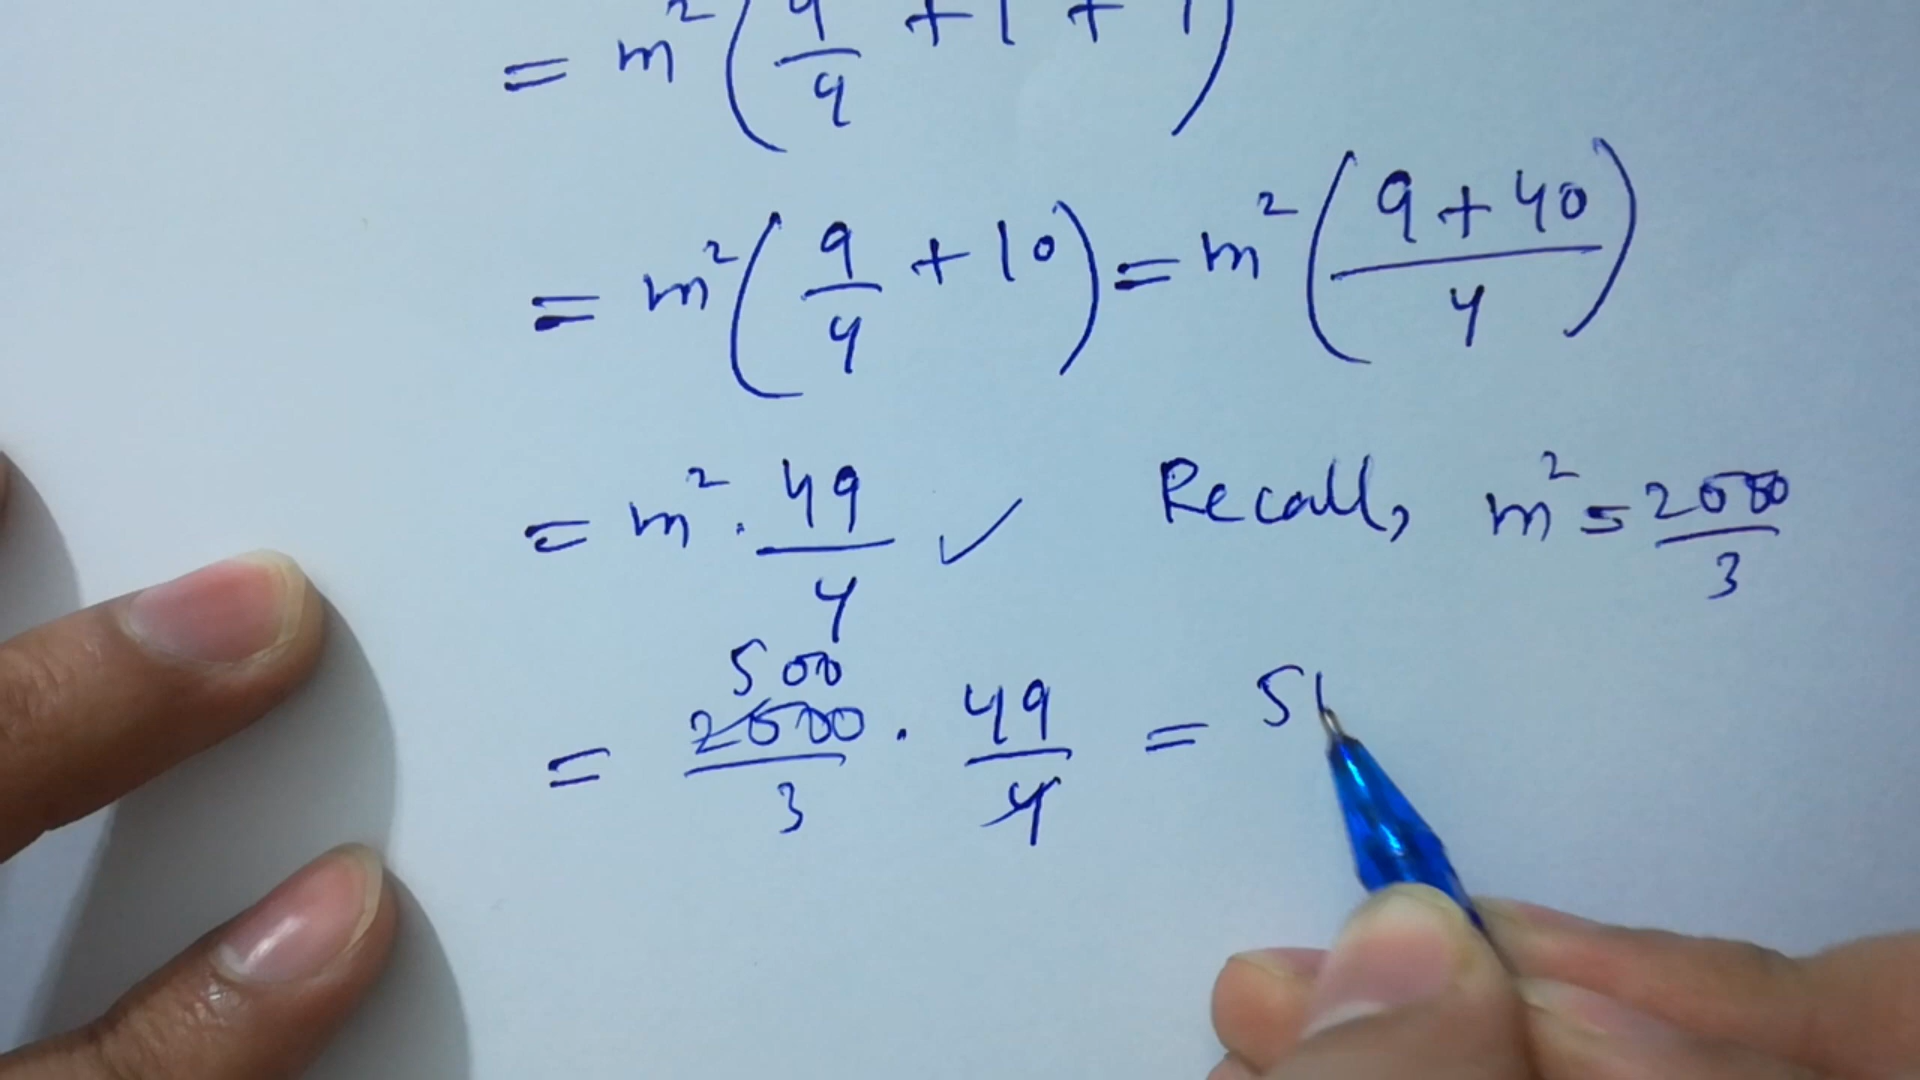 = m²(9/4 + 1 + 1)
= m²(9/4 + 10) = m²((9 + 40)/4)
= m² · 49/4 ✓ Recall, m² = 2000/3
500
= 2000/3 · 49/4 = 5